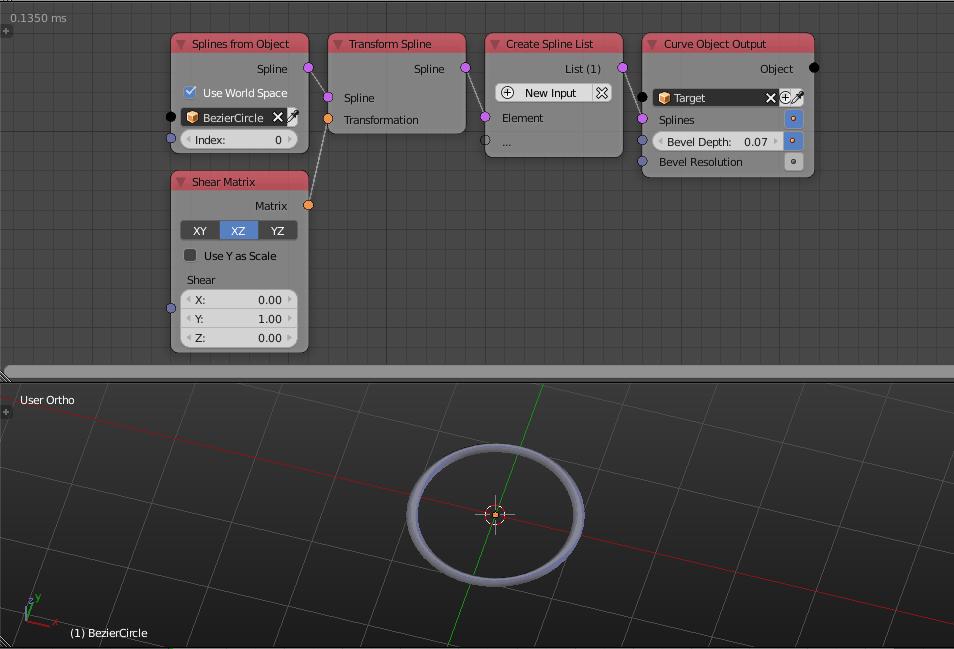 0.1350 ms
Splines from Object
Spline
Use World Space
BezierCircle
Index: 0
Transform Spline
Spline
Spline
Transformation
Create Spline List
List (1)
New Input
Element
...
Curve Object Output
Object
Target
Splines
Bevel Depth: 0.07
Bevel Resolution
Shear Matrix
Matrix
XY XZ YZ
Use Y as Scale
Shear
X: 0.00
Y: 1.00
Z: 0.00
User Ortho
z y
x
(1) BezierCircle